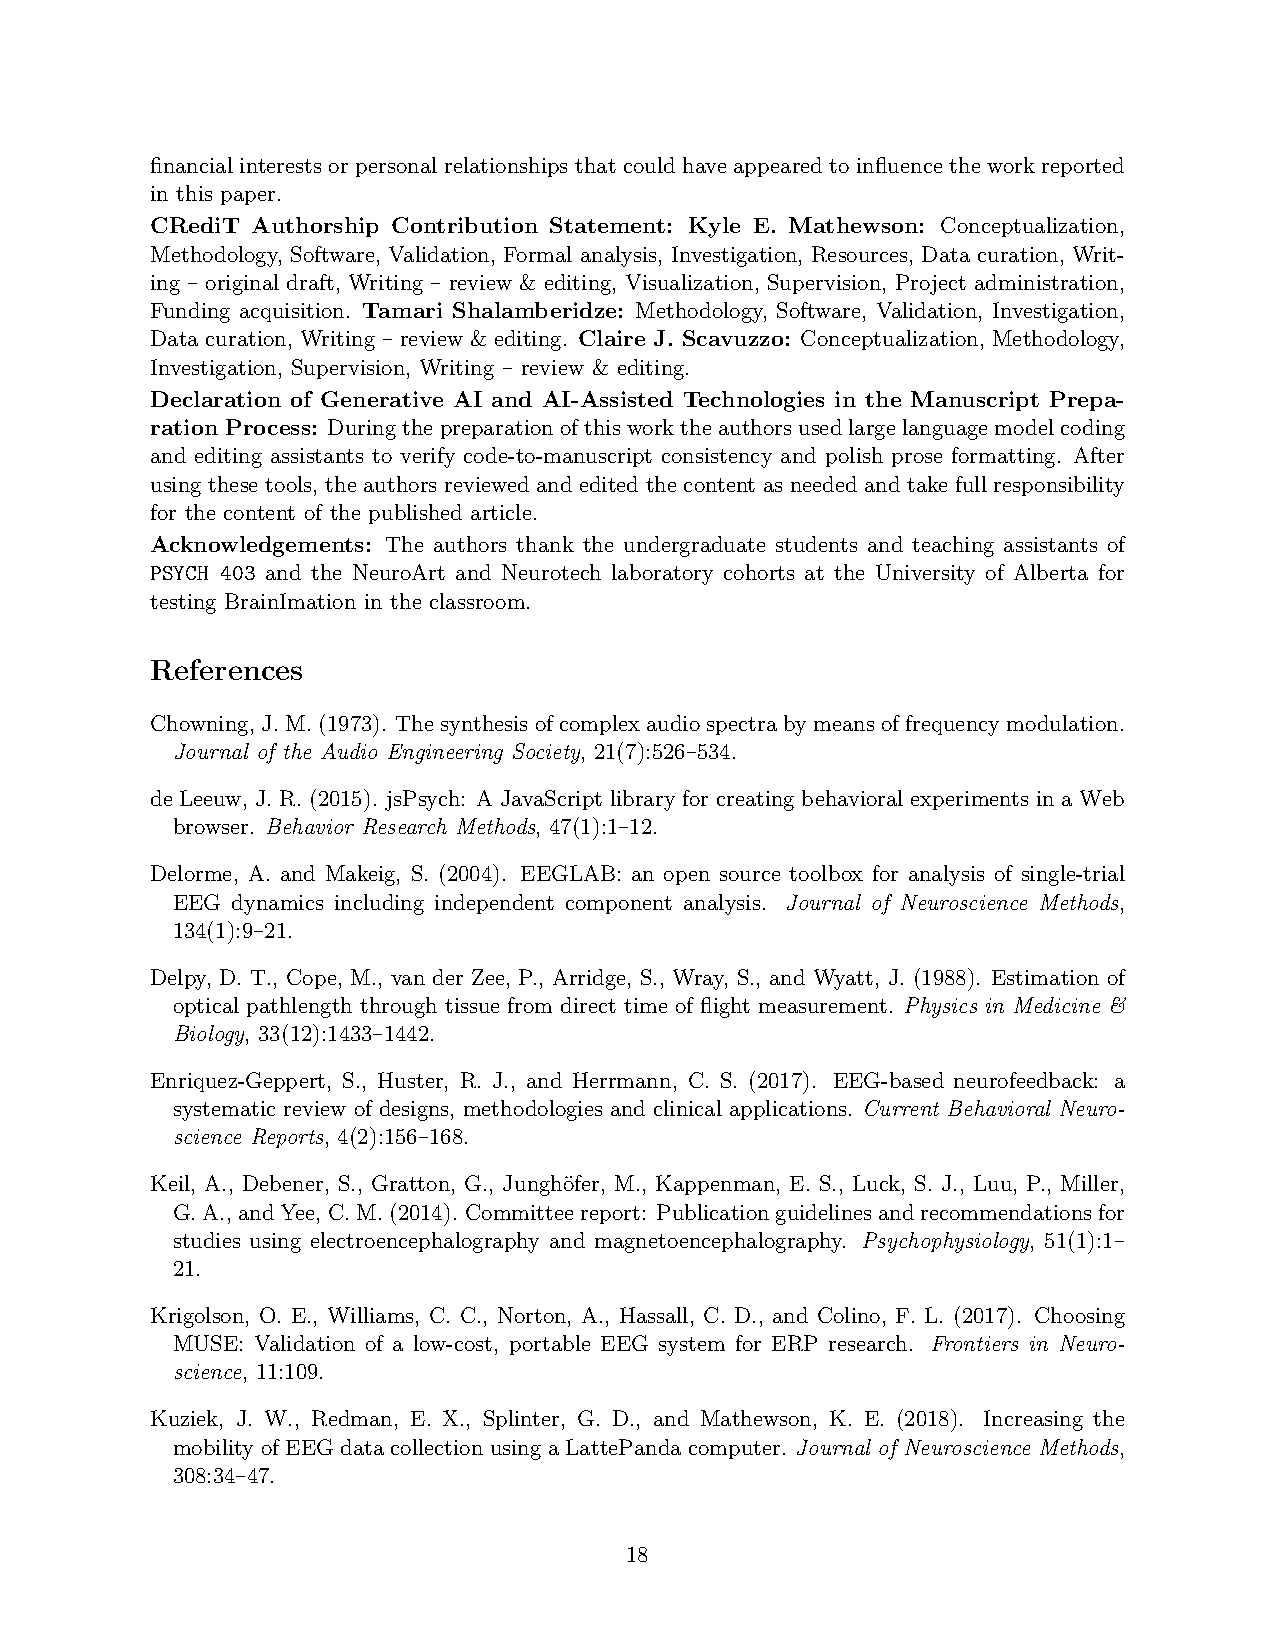 financial interests or personal relationships that could have appeared to influence the work reported
in this paper.
CRediT Authorship Contribution Statement: Kyle E. Mathewson: Conceptualization,
Methodology, Software, Validation, Formal analysis, Investigation, Resources, Data curation, Writ-
ing – original draft, Writing – review & editing, Visualization, Supervision, Project administration,
Funding acquisition. Tamari Shalamberidze: Methodology, Software, Validation, Investigation,
Data curation, Writing – review & editing. Claire J. Scavuzzo: Conceptualization, Methodology,
Investigation, Supervision, Writing – review & editing.
Declaration of Generative AI and AI-Assisted Technologies in the Manuscript Prepa-
ration Process: During the preparation of this work the authors used large language model coding
and editing assistants to verify code-to-manuscript consistency and polish prose formatting. After
using these tools, the authors reviewed and edited the content as needed and take full responsibility
for the content of the published article.
Acknowledgements: The authors thank the undergraduate students and teaching assistants of
PSYCH 403 and the NeuroArt and Neurotech laboratory cohorts at the University of Alberta for
testing BrainImation in the classroom.
References
Chowning, J. M. (1973). The synthesis of complex audio spectra by means of frequency modulation.
Journal of the Audio Engineering Society, 21(7):526–534.
de Leeuw, J. R. (2015). jsPsych: A JavaScript library for creating behavioral experiments in a Web
browser. Behavior Research Methods, 47(1):1–12.
Delorme, A. and Makeig, S. (2004). EEGLAB: an open source toolbox for analysis of single-trial
EEG dynamics including independent component analysis. Journal of Neuroscience Methods,
134(1):9–21.
Delpy, D. T., Cope, M., van der Zee, P., Arridge, S., Wray, S., and Wyatt, J. (1988). Estimation of
optical pathlength through tissue from direct time of flight measurement. Physics in Medicine &
Biology, 33(12):1433–1442.
Enriquez-Geppert, S., Huster, R. J., and Herrmann, C. S. (2017). EEG-based neurofeedback: a
systematic review of designs, methodologies and clinical applications. Current Behavioral Neuro-
science Reports, 4(2):156–168.
Keil, A., Debener, S., Gratton, G., Junghöfer, M., Kappenman, E. S., Luck, S. J., Luu, P., Miller,
G. A., and Yee, C. M. (2014). Committee report: Publication guidelines and recommendations for
studies using electroencephalography and magnetoencephalography. Psychophysiology, 51(1):1–
21.
Krigolson, O. E., Williams, C. C., Norton, A., Hassall, C. D., and Colino, F. L. (2017). Choosing
MUSE: Validation of a low-cost, portable EEG system for ERP research. Frontiers in Neuro-
science, 11:109.
Kuziek, J. W., Redman, E. X., Splinter, G. D., and Mathewson, K. E. (2018). Increasing the
mobility of EEG data collection using a LattePanda computer. Journal of Neuroscience Methods,
308:34–47.
18